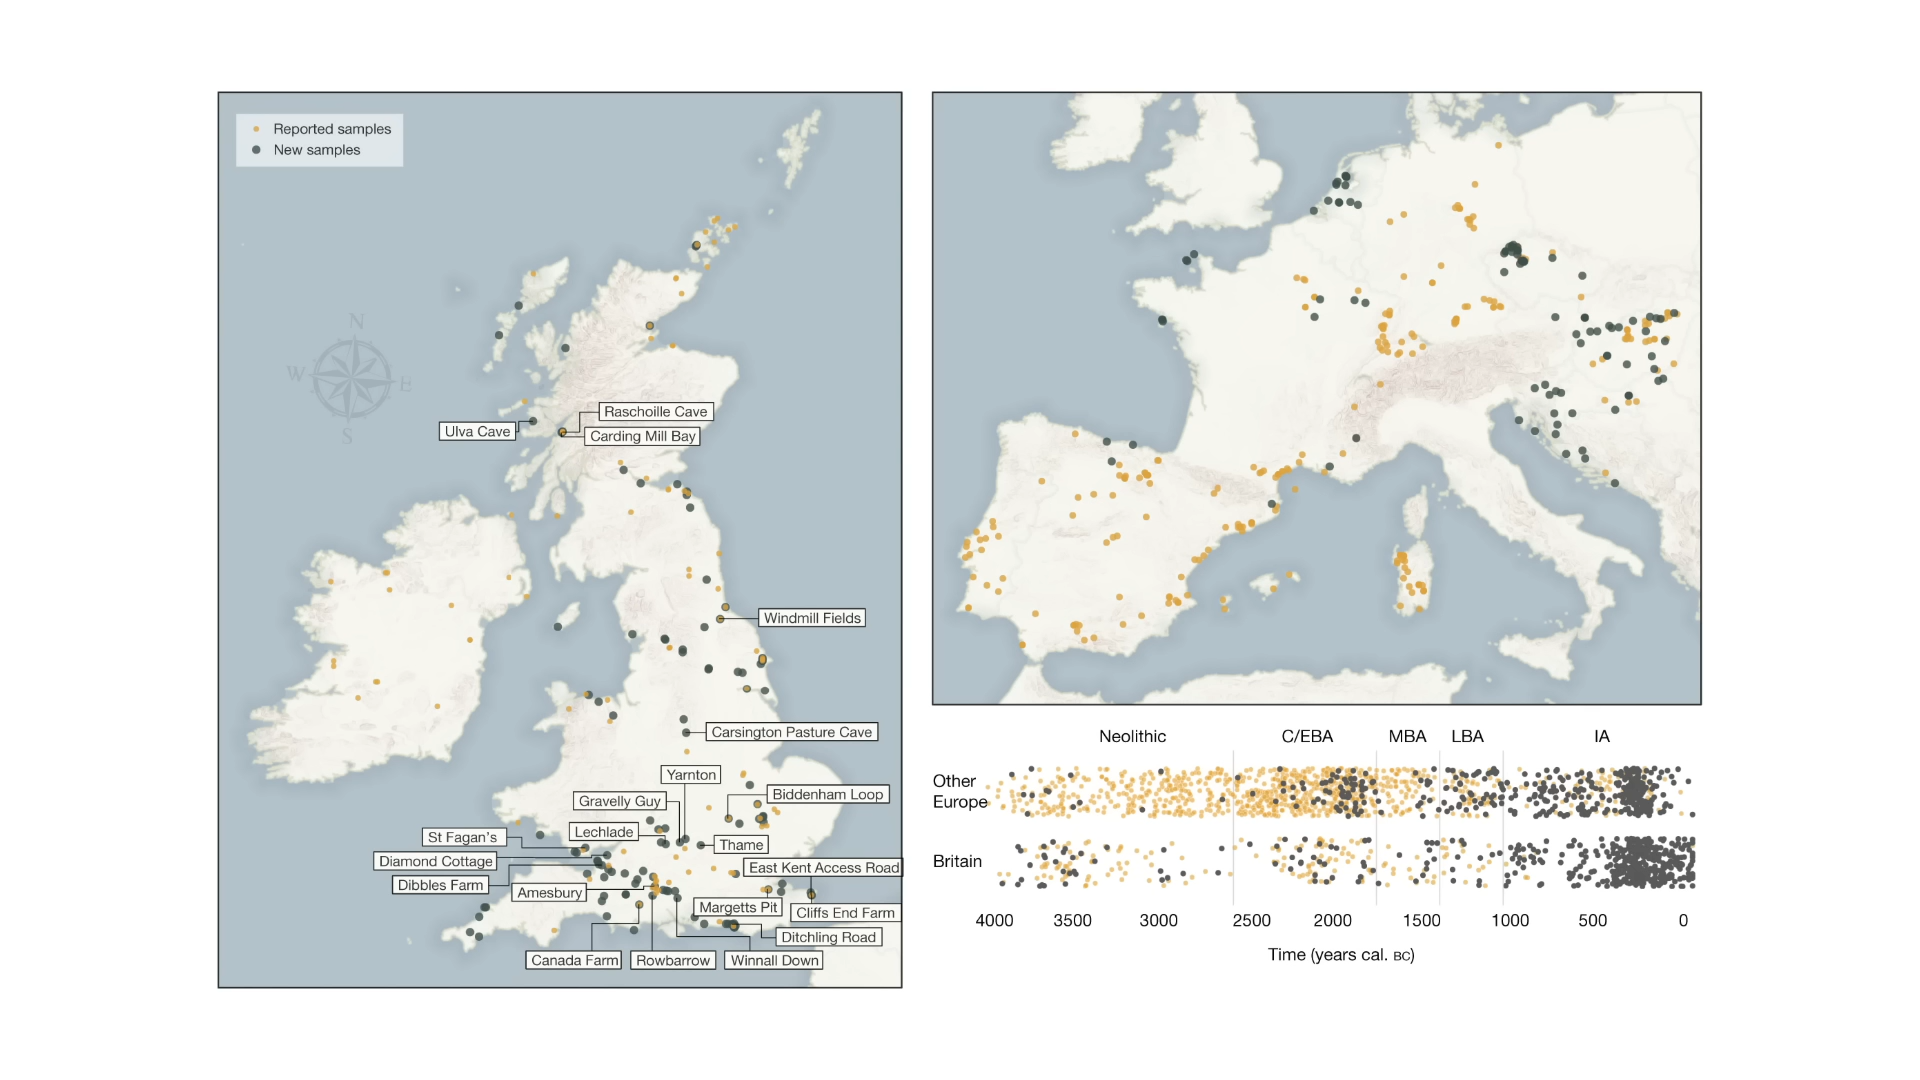 Reported samples
New samples
N
W
E
S
Raschoille Cave
Ulva Cave
Carding Mill Bay
Windmill Fields
Carsington Pasture Cave
Yarnton
Biddenham Loop
Gravelly Guy
Lechlade
St Fagan's
Thame
Diamond Cottage
East Kent Access Road
Dibbles Farm
Amesbury
Margetts Pit
Cliffs End Farm
Ditchling Road
Canada Farm
Rowbarrow
Winnall Down
Neolithic C/EBA MBA LBA IA
Other
Europe
Britain
4000 3500 3000 2500 2000 1500 1000 500 0
Time (years cal. BC)